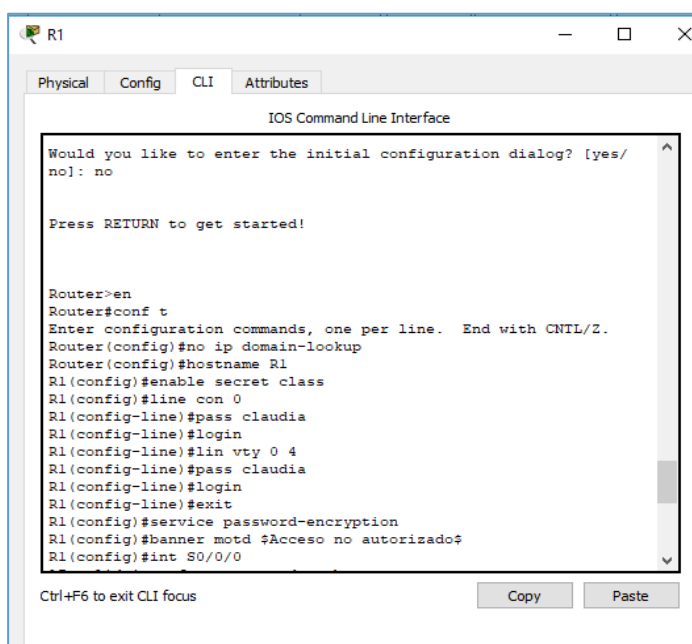 R1
Physical Config CLI Attributes
IOS Command Line Interface
Would you like to enter the initial configuration dialog? [yes/
no]: no
Press RETURN to get started!
Router>en
Router#conf t
Enter configuration commands, one per line.  End with CNTL/Z.
Router(config)#no ip domain-lookup
Router(config)#hostname R1
R1(config)#enable secret class
R1(config)#line con 0
R1(config-line)#pass claudia
R1(config-line)#login
R1(config-line)#lin vty 0 4
R1(config-line)#pass claudia
R1(config-line)#login
R1(config-line)#exit
R1(config)#service password-encryption
R1(config)#banner motd $Acceso no autorizado$
R1(config)#int S0/0/0
Ctrl+F6 to exit CLI focus
Copy Paste